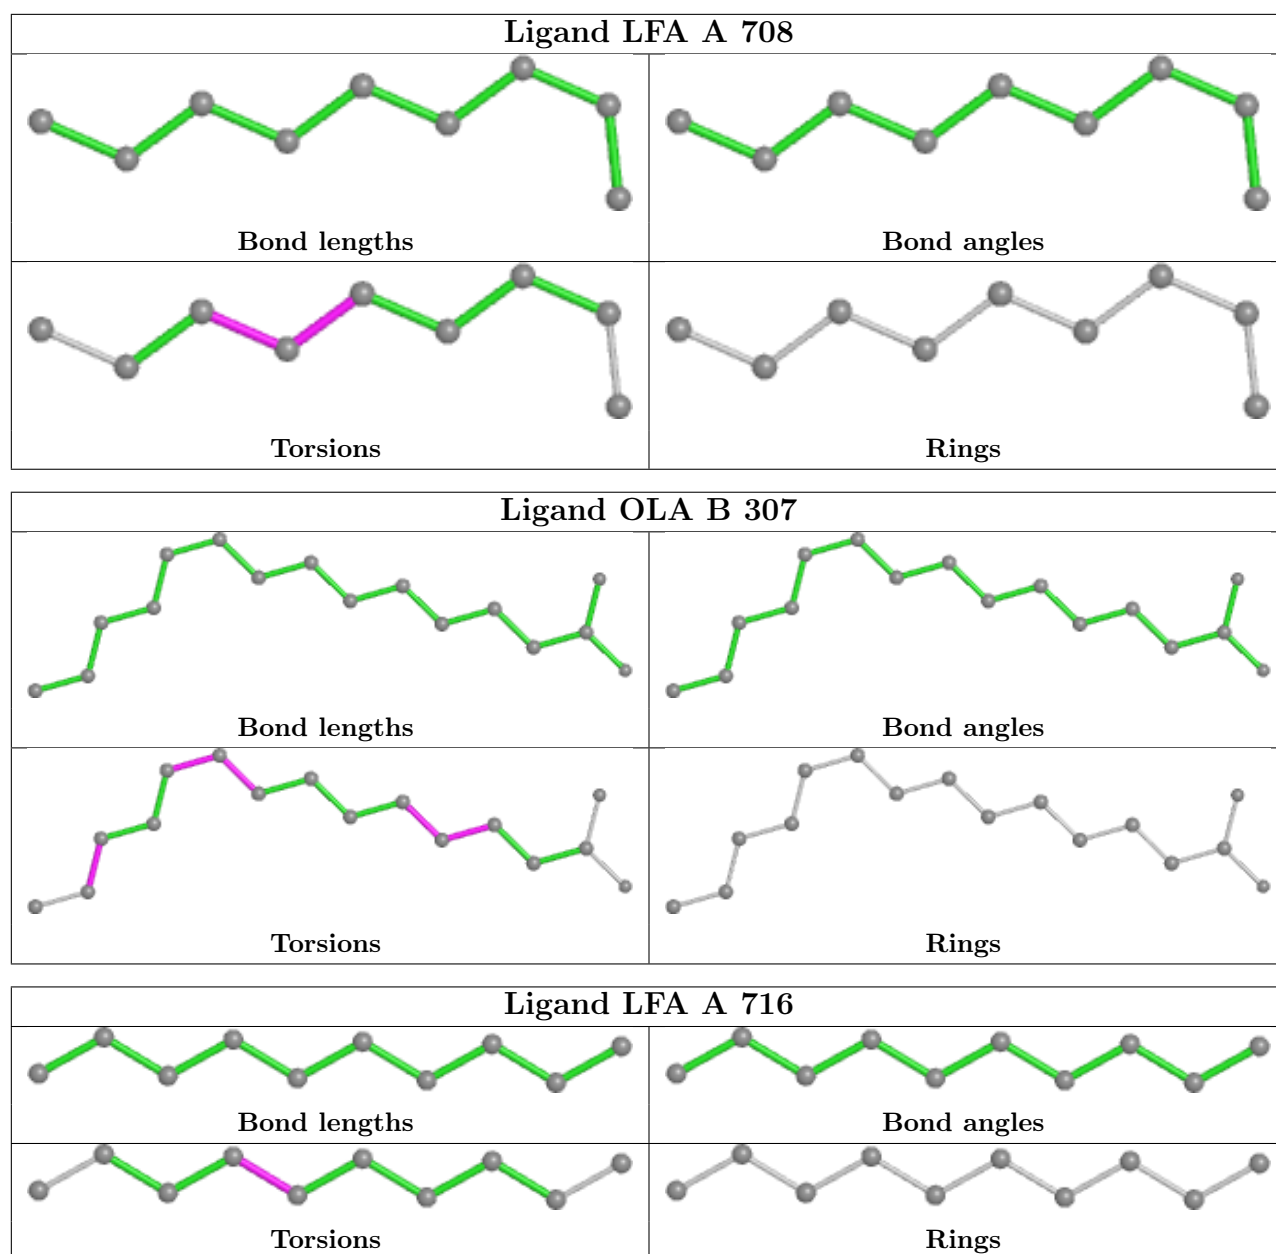 Ligand LFA A 708
Bond lengths
Bond angles
Torsions
Rings
Ligand OLA B 307
Bond lengths
Bond angles
Torsions
Rings
Ligand LFA A 716
Bond lengths
Bond angles
Torsions
Rings